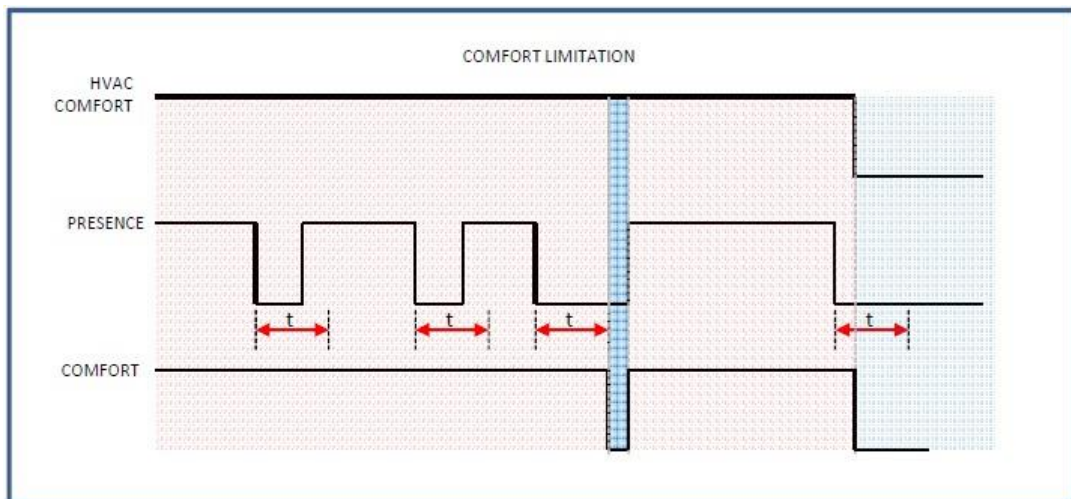 COMFORT LIMITATION
HVAC
COMFORT
PRESENCE
t
t
t
t
COMFORT